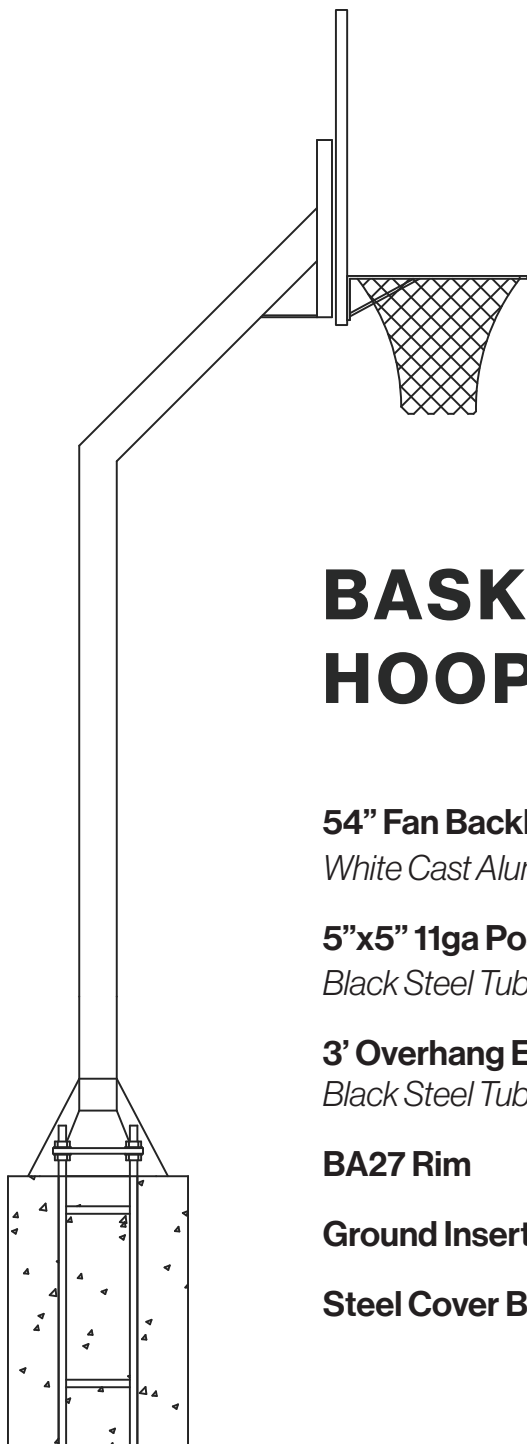 BASK
HOOP
54” Fan Backl
White Cast Alur
5”x5” 11ga Po
Black Steel Tub
3’ Overhang E
Black Steel Tub
BA27 Rim
Ground Insert
Steel Cover B